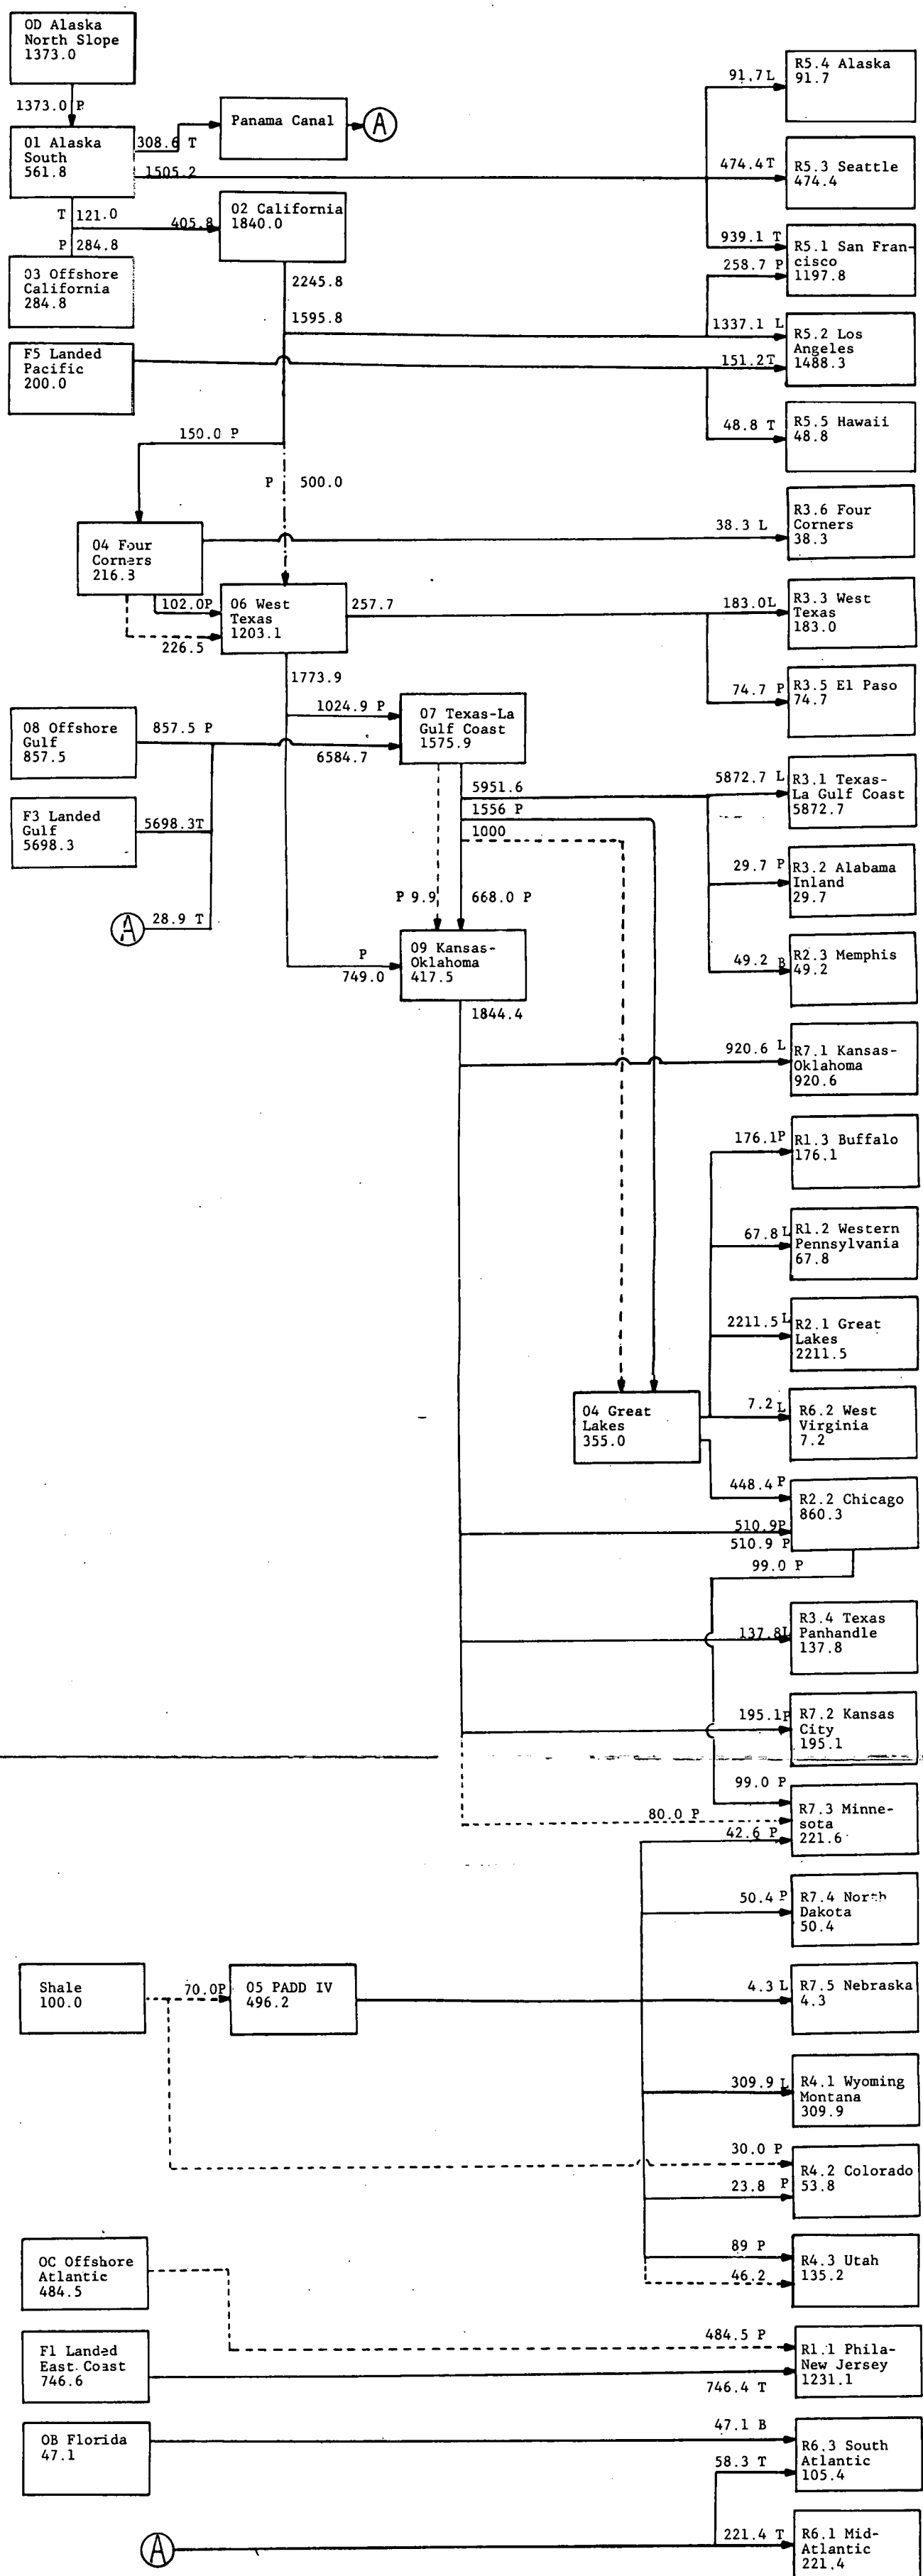 OD Alaska
North Slope
1373.0
1373.0 P
01 Alaska
South
561.8
308.6 T
1505.2
Panama Canal
A
T 121.0
405.8
P 284.8
02 California
1840.0
03 Offshore
California
284.8
2245.8
1595.8
F5 Landed
Pacific
200.0
91.7 L
R5.4 Alaska
91.7
474.4 T
R5.3 Seattle
474.4
939.1 T
258.7 P
R5.1 San Fran-
cisco
1197.8
1337.1 L
151.2 T
R5.2 Los
Angeles
1488.3
48.8 T
R5.5 Hawaii
48.8
150.0 P
P 500.0
04 Four
Corners
216.3
38.3 L
R3.6 Four
Corners
38.3
102.0P
226.5
06 West
Texas
1203.1
257.7
183.0L
R3.3 West
Texas
183.0
74.7 P
R3.5 El Paso
74.7
1773.9
1024.9 P
08 Offshore
Gulf
857.5
857.5 P
6584.7
07 Texas-La
Gulf Coast
1575.9
F3 Landed
Gulf
5698.3
5698.3T
A
28.9 T
5951.6
1556 P
1000
5872.7 L
R3.1 Texas-
La Gulf Coast
5872.7
29.7 P
R3.2 Alabama
Inland
29.7
49.2 B
R2.3 Memphis
49.2
P 9.9
668.0 P
P
749.0
09 Kansas-
Oklahoma
417.5
1844.4
920.6 L
R7.1 Kansas-
Oklahoma
920.6
176.1P
R1.3 Buffalo
176.1
67.8 L
R1.2 Western
Pennsylvania
67.8
2211.5 L
R2.1 Great
Lakes
2211.5
04 Great
Lakes
355.0
7.2 L
R6.2 West
Virginia
7.2
448.4 P
510.9P
510.9 P
R2.2 Chicago
860.3
99.0 P
137.8L
R3.4 Texas
Panhandle
137.8
195.1P
R7.2 Kansas
City
195.1
99.0 P
80.0 P
42.6 P
R7.3 Minne-
sota
221.6
50.4 P
R7.4 North
Dakota
50.4
Shale
100.0
70.0P
05 PADD IV
496.2
4.3 L
R7.5 Nebraska
4.3
309.9 L
R4.1 Wyoming
Montana
309.9
30.0 P
23.8 P
R4.2 Colorado
53.8
89 P
46.2
R4.3 Utah
135.2
OC Offshore
Atlantic
484.5
484.5 P
F1 Landed
East Coast
746.6
746.4 T
R1.1 Phila-
New Jersey
1231.1
OB Florida
47.1
47.1 B
58.3 T
R6.3 South
Atlantic
105.4
A
221.4 T
R6.1 Mid-
Atlantic
221.4